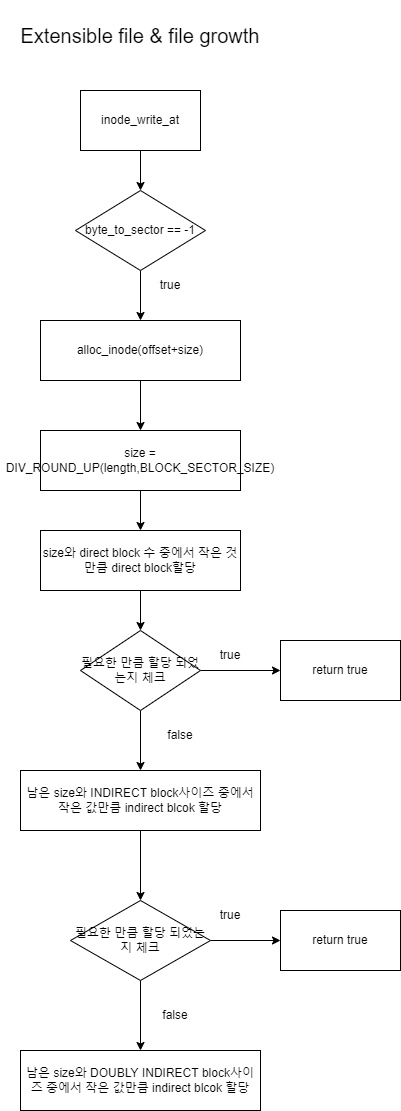 Extensible file & file growth
inode_write_at
byte_to_sector == -1
true
alloc_inode(offset+size)
size =
DIV_ROUND_UP(length,BLOCK_SECTOR_SIZE)
size와 direct block 수 중에서 작은 것
만큼 direct block할당
필요한 만큼 할당 되었
는지 체크
true
return true
false
남은 size와 INDIRECT block사이즈 중에서
작은 값만큼 indirect blcok 할당
필요한 만큼 할당 되었는
지 체크
true
return true
false
남은 size와 DOUBLY INDIRECT block사이
즈 중에서 작은 값만큼 indirect blcok 할당